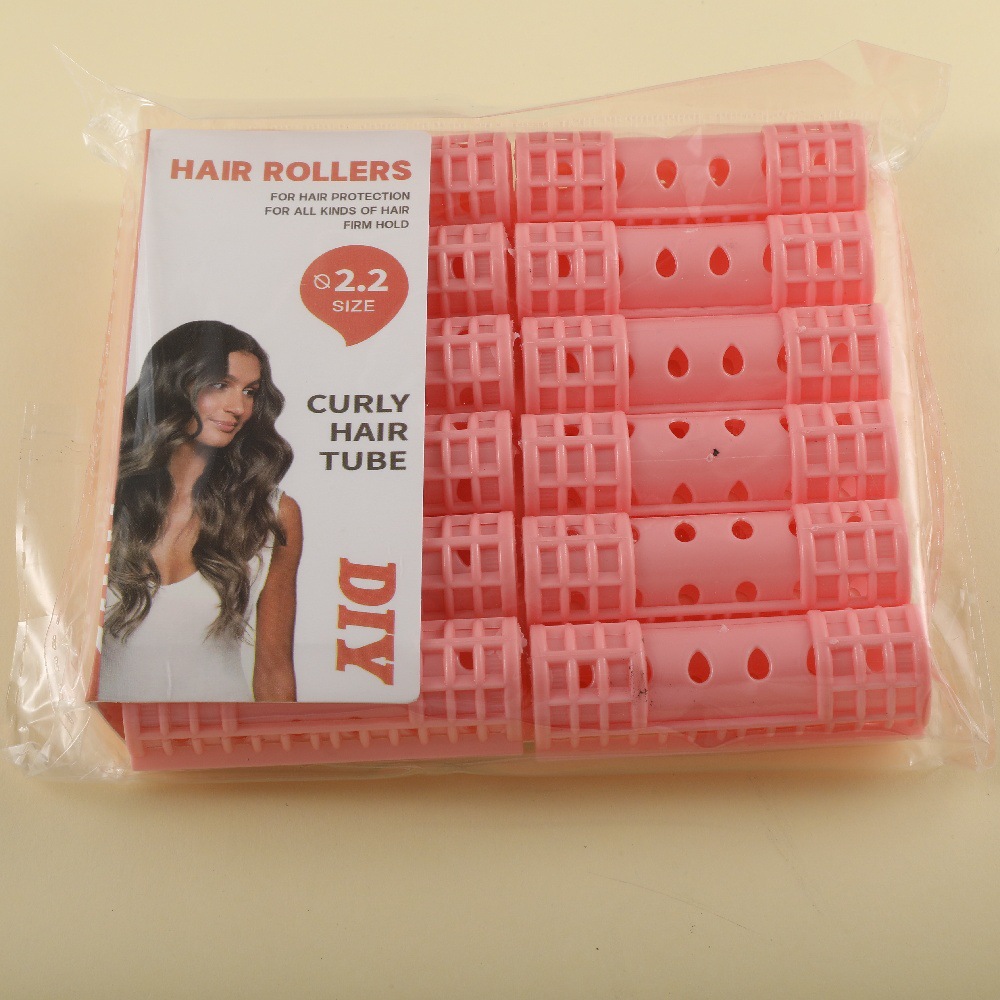 HAIR ROLLERS
FOR HAIR PROTECTION
FOR ALL KINDS OF HAIR
FIRM HOLD
⌀2.2
SIZE
CURLY
HAIR
TUBE
DIY